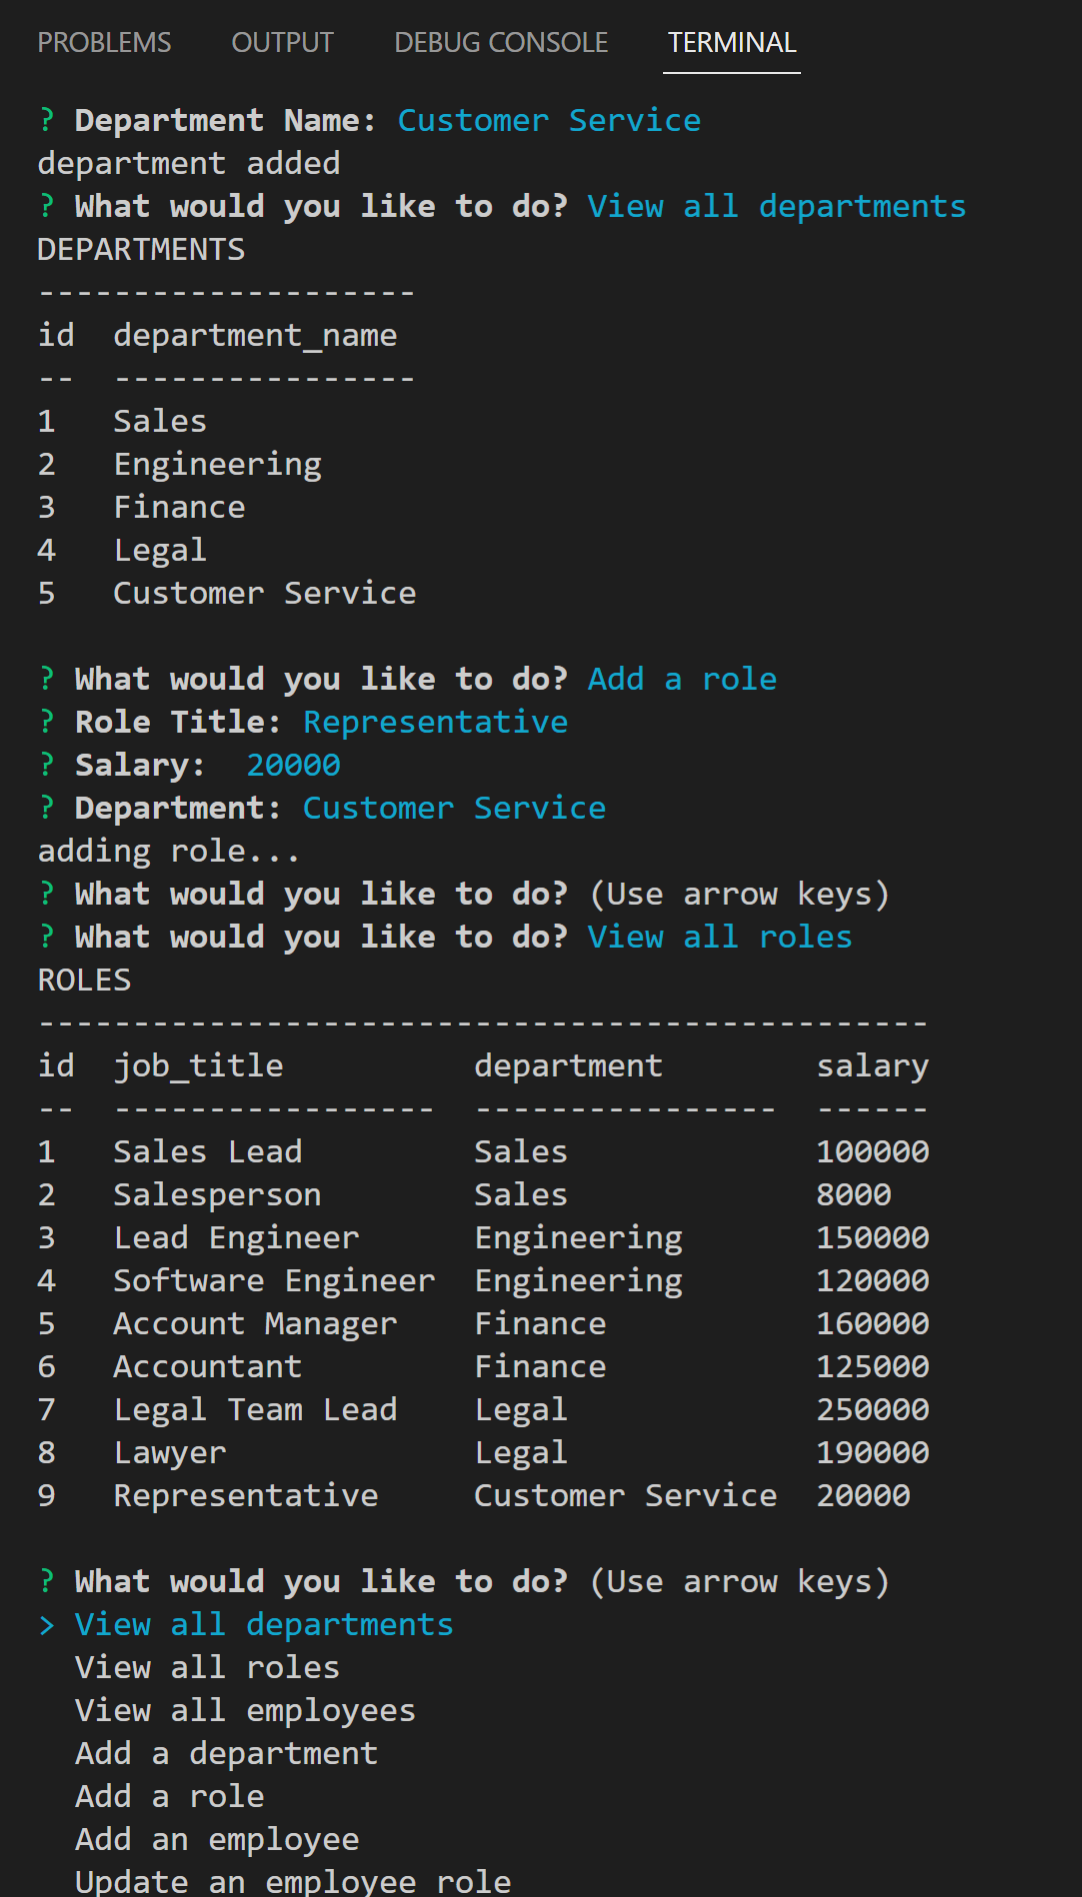 PROBLEMS OUTPUT DEBUG CONSOLE TERMINAL
? Department Name: Customer Service
department added
? What would you like to do? View all departments
DEPARTMENTS
--------------------
id  department_name
--  ----------------
1   Sales
2   Engineering
3   Finance
4   Legal
5   Customer Service
? What would you like to do? Add a role
? Role Title: Representative
? Salary:  20000
? Department: Customer Service
adding role...
? What would you like to do? (Use arrow keys)
? What would you like to do? View all roles
ROLES
-----------------------------------------------
id  job_title          department        salary
--  -----------------  ----------------  ------
1   Sales Lead         Sales             100000
2   Salesperson        Sales             8000
3   Lead Engineer      Engineering       150000
4   Software Engineer  Engineering       120000
5   Account Manager    Finance           160000
6   Accountant         Finance           125000
7   Legal Team Lead    Legal             250000
8   Lawyer             Legal             190000
9   Representative     Customer Service  20000
? What would you like to do? (Use arrow keys)
> View all departments
  View all roles
  View all employees
  Add a department
  Add a role
  Add an employee
  Update an employee role